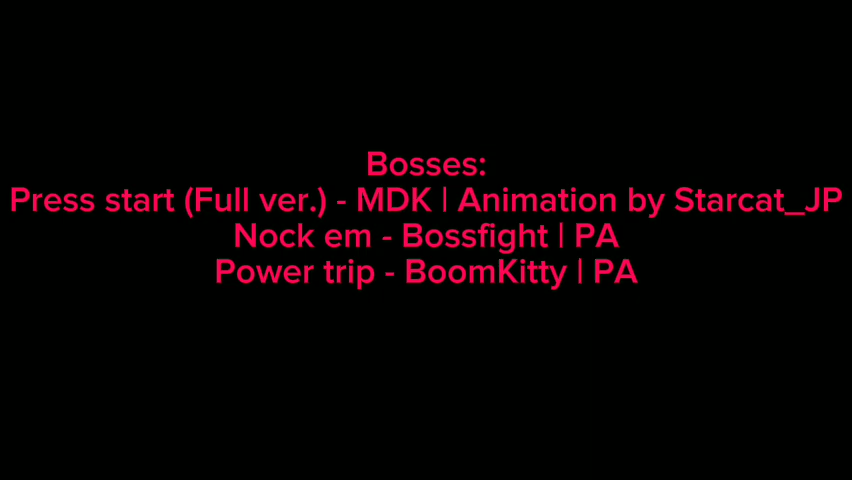 Bosses:
Press start (Full ver.) - MDK | Animation by Starcat_JP
Nock em - Bossfight | PA
Power trip - BoomKitty | PA